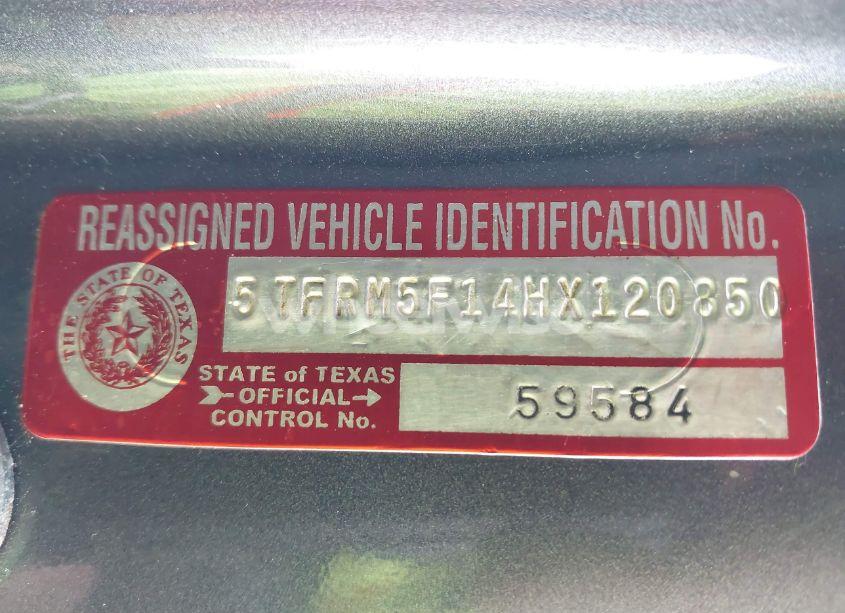 REASSIGNED VEHICLE IDENTIFICATION No.
THE STATE OF TEXAS
5TFRM5F14HX120850
STATE of TEXAS
OFFICIAL
CONTROL No.
59584